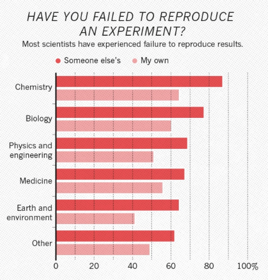 HAVE YOU FAILED TO REPRODUCE
AN EXPERIMENT?
Most scientists have experienced failure to reproduce results.
Someone else's My own
Chemistry
Biology
Physics and
engineering
Medicine
Earth and
environment
Other
0 20 40 60 80 100%